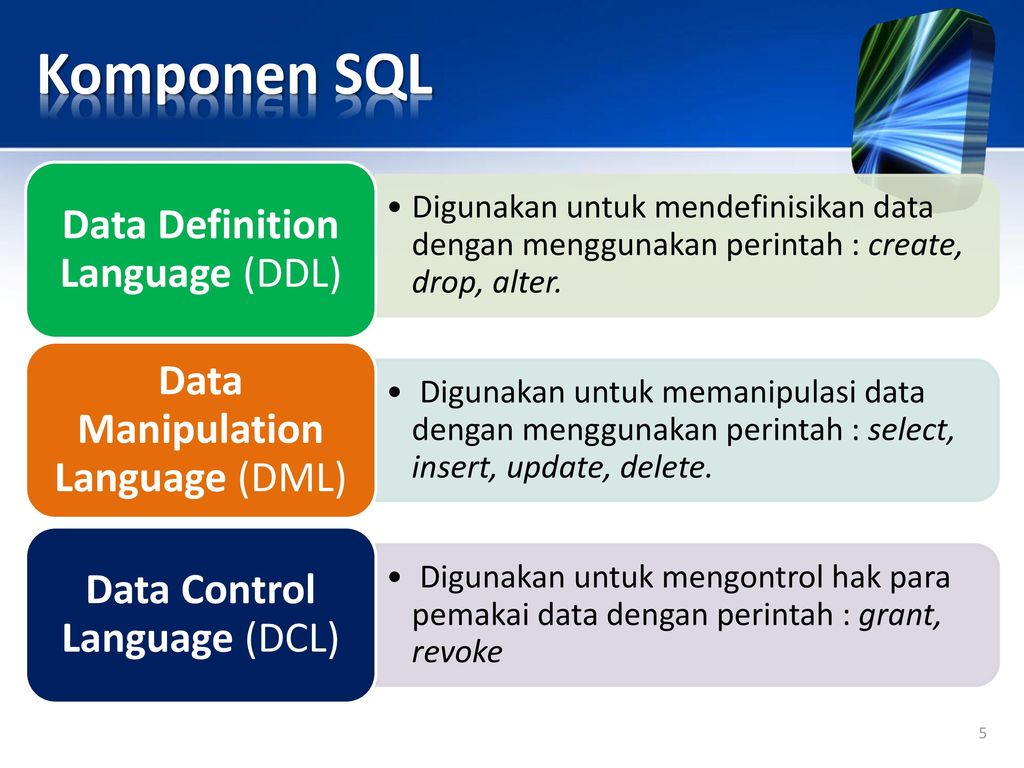 Komponen SQL
Data Definition
Language (DDL)
• Digunakan untuk mendefinisikan data
dengan menggunakan perintah : create,
drop, alter.
Data
Manipulation
Language (DML)
• Digunakan untuk memanipulasi data
dengan menggunakan perintah : select,
insert, update, delete.
Data Control
Language (DCL)
• Digunakan untuk mengontrol hak para
pemakai data dengan perintah : grant,
revoke
5